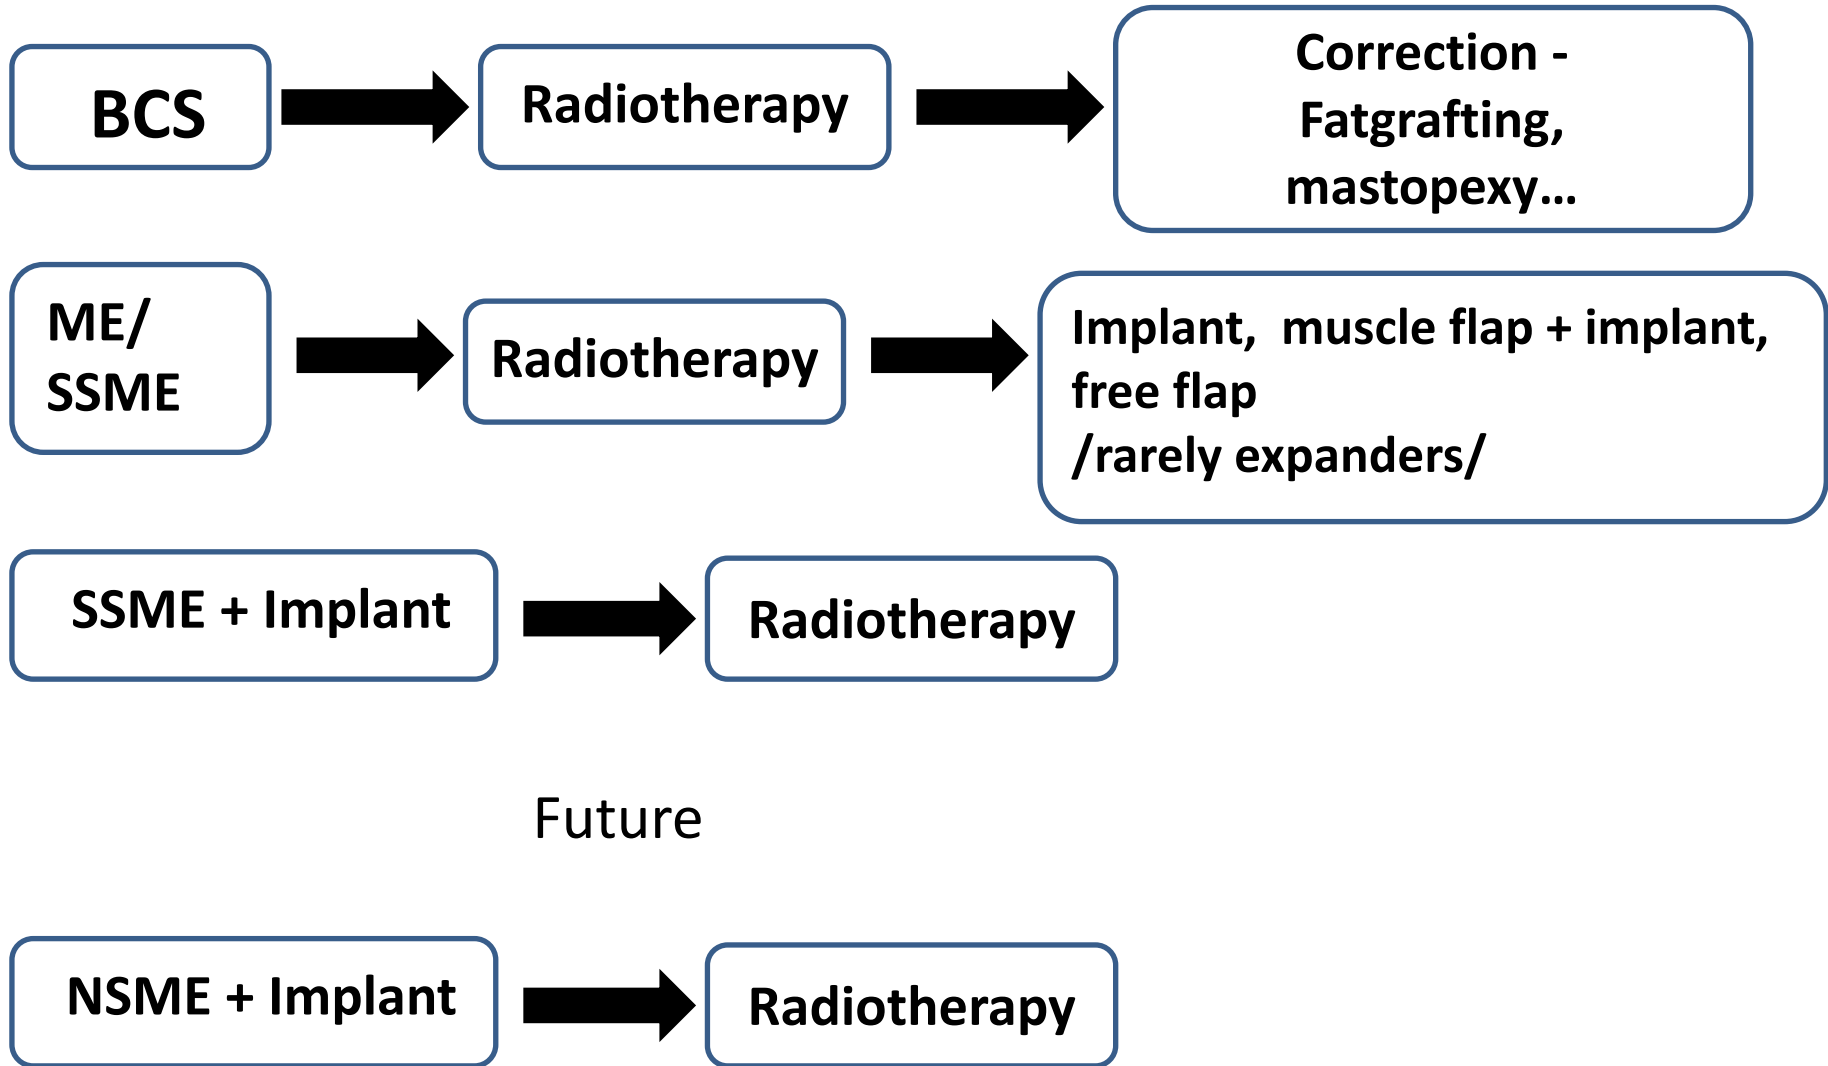 BCS
Radiotherapy
Correction -
Fatgrafting,
mastopexy...
ME/
SSME
Radiotherapy
Implant,  muscle flap + implant,
free flap
/rarely expanders/
SSME + Implant
Radiotherapy
Future
NSME + Implant
Radiotherapy